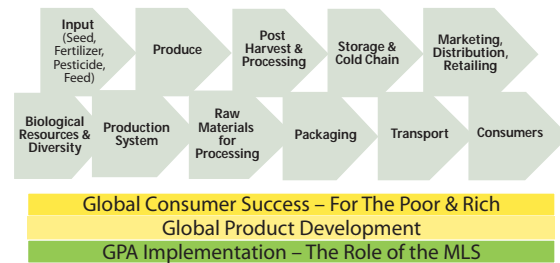 Input
(Seed,
Fertilizer,
Pesticide,
Feed)
Produce
Post
Harvest &
Processing
Storage &
Cold Chain
Marketing,
Distribution,
Retailing
Biological
Resources &
Diversity
Production
System
Raw
Materials
for
Processing
Packaging
Transport
Consumers
Global Consumer Success – For The Poor & Rich
Global Product Development
GPA Implementation – The Role of the MLS